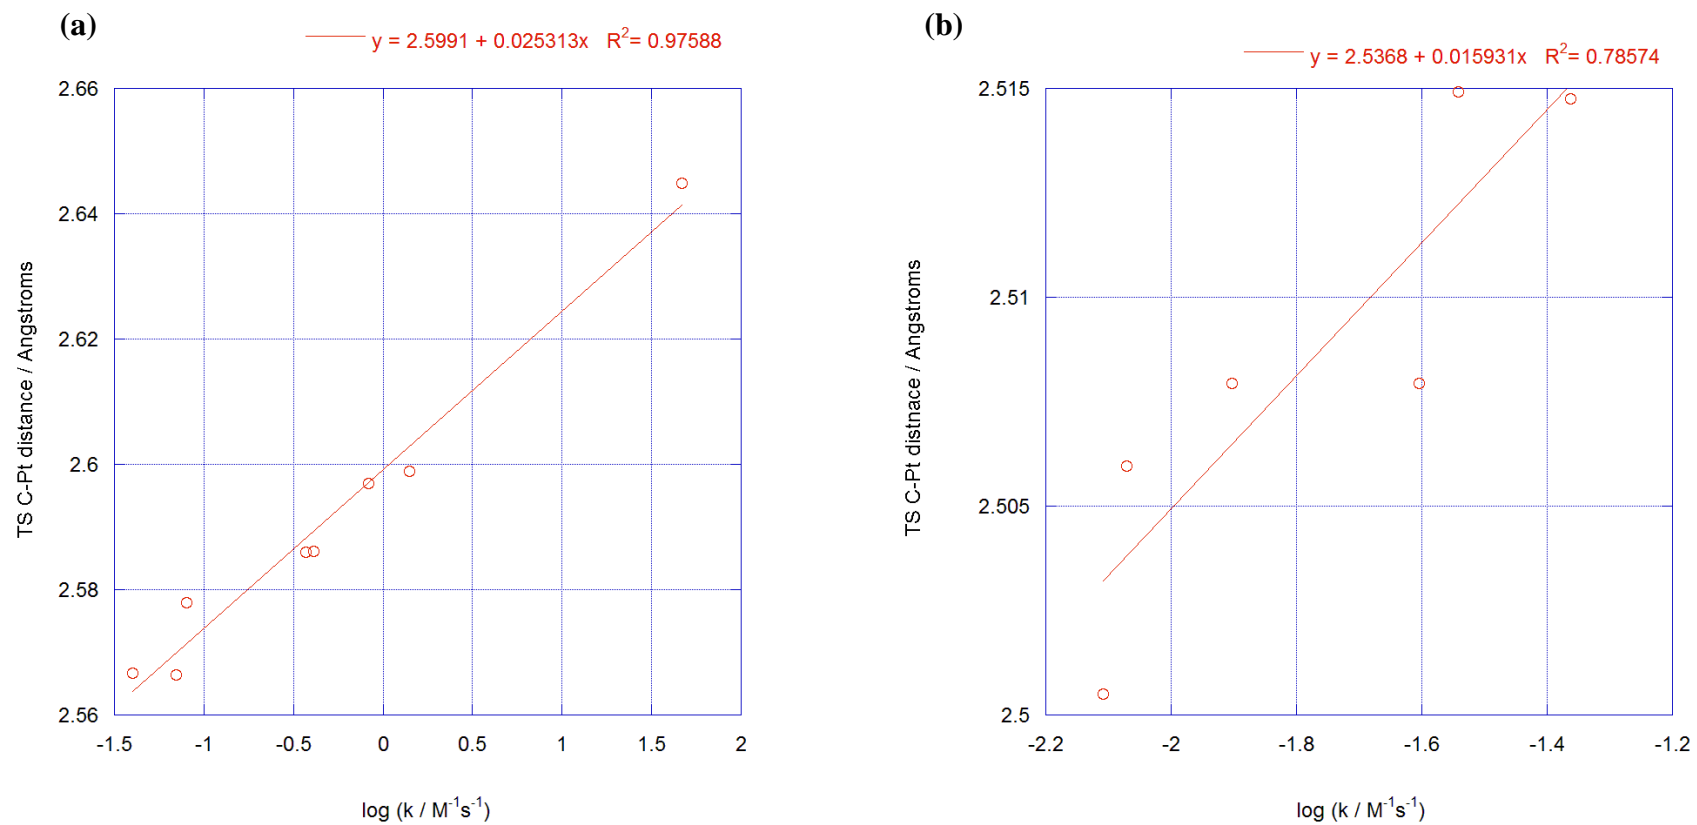 (a)
y = 2.5991 + 0.025313x R²= 0.97588
2.66
2.64
2.62
2.6
2.58
2.56
-1.5 -1 -0.5 0 0.5 1 1.5 2
TS C-Pt distance / Angstroms
log (k / M⁻¹s⁻¹)
(b)
y = 2.5368 + 0.015931x R²= 0.78574
2.515
2.51
2.505
2.5
-2.2 -2 -1.8 -1.6 -1.4 -1.2
TS C-Pt distnace / Angstroms
log (k / M⁻¹s⁻¹)